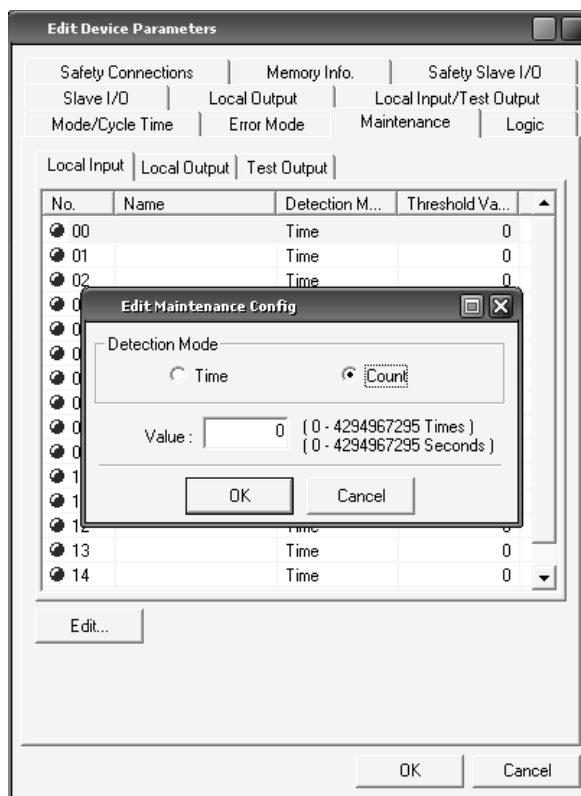 Edit Device Parameters
Safety Connections Memory Info. Safety Slave I/O
Slave I/O Local Output Local Input/Test Output
Mode/Cycle Time Error Mode Maintenance Logic
Local Input Local Output Test Output
No. Name Detection M... Threshold Va...
00 Time 0
01 Time 0
02 Time 0
Edit Maintenance Config
Detection Mode
Time Count
Value : 0 ( 0 - 4294967295 Times )
( 0 - 4294967295 Seconds )
OK Cancel
12 Time 0
13 Time 0
14 Time 0
Edit...
OK Cancel